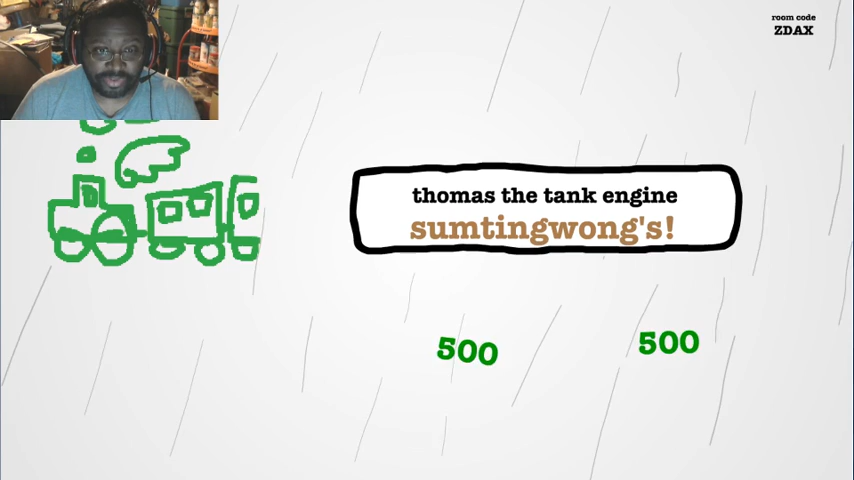 room code
ZDAX
thomas the tank engine
sumtingwong's!
500 500